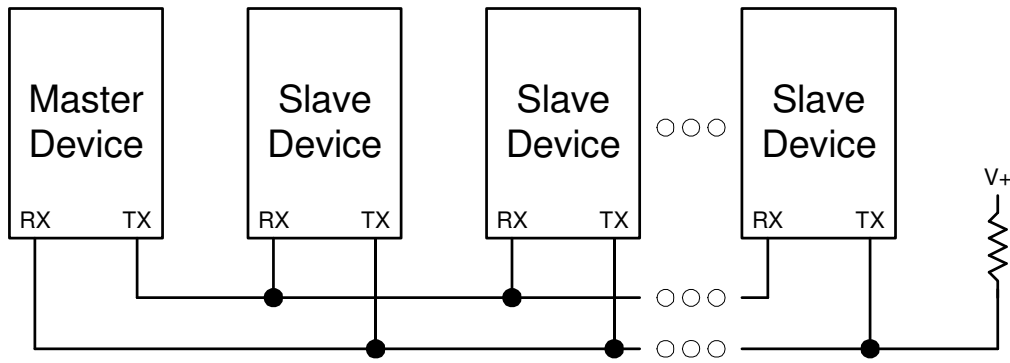 Master
Device
Slave
Device
Slave
Device
Slave
Device
V+
RX TX
RX TX
RX TX
RX TX